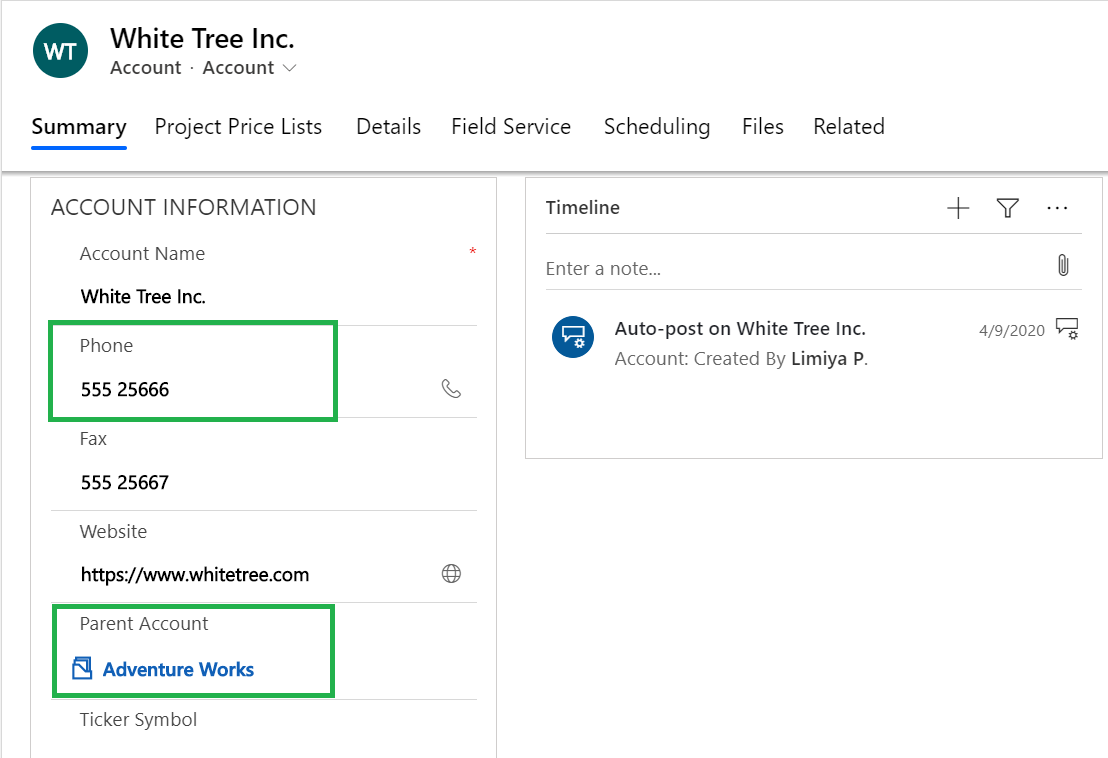 WT
White Tree Inc.
Account · Account
Summary Project Price Lists Details Field Service Scheduling Files Related
ACCOUNT INFORMATION
Account Name *
White Tree Inc.
Phone
555 25666
Fax
555 25667
Website
https://www.whitetree.com
Parent Account
Adventure Works
Ticker Symbol
Timeline
Enter a note...
Auto-post on White Tree Inc. 4/9/2020
Account: Created By Limiya P.